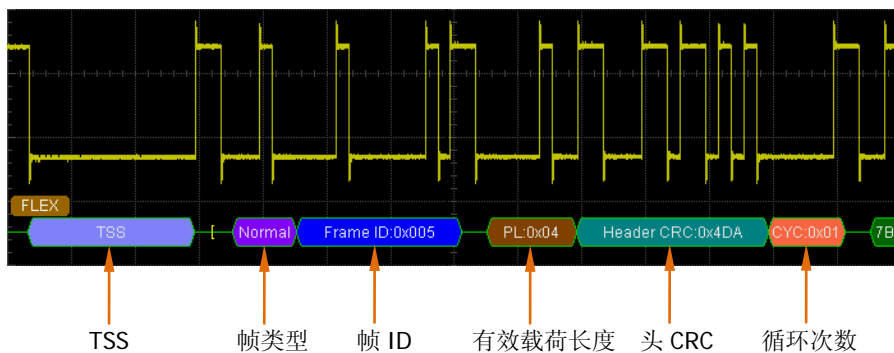 FLEX
TSS [ Normal Frame ID:0x005 PL:0x04 Header CRC:0x4DA CYC:0x01 7B
TSS 帧类型 帧 ID 有效载荷长度 头 CRC 循环次数